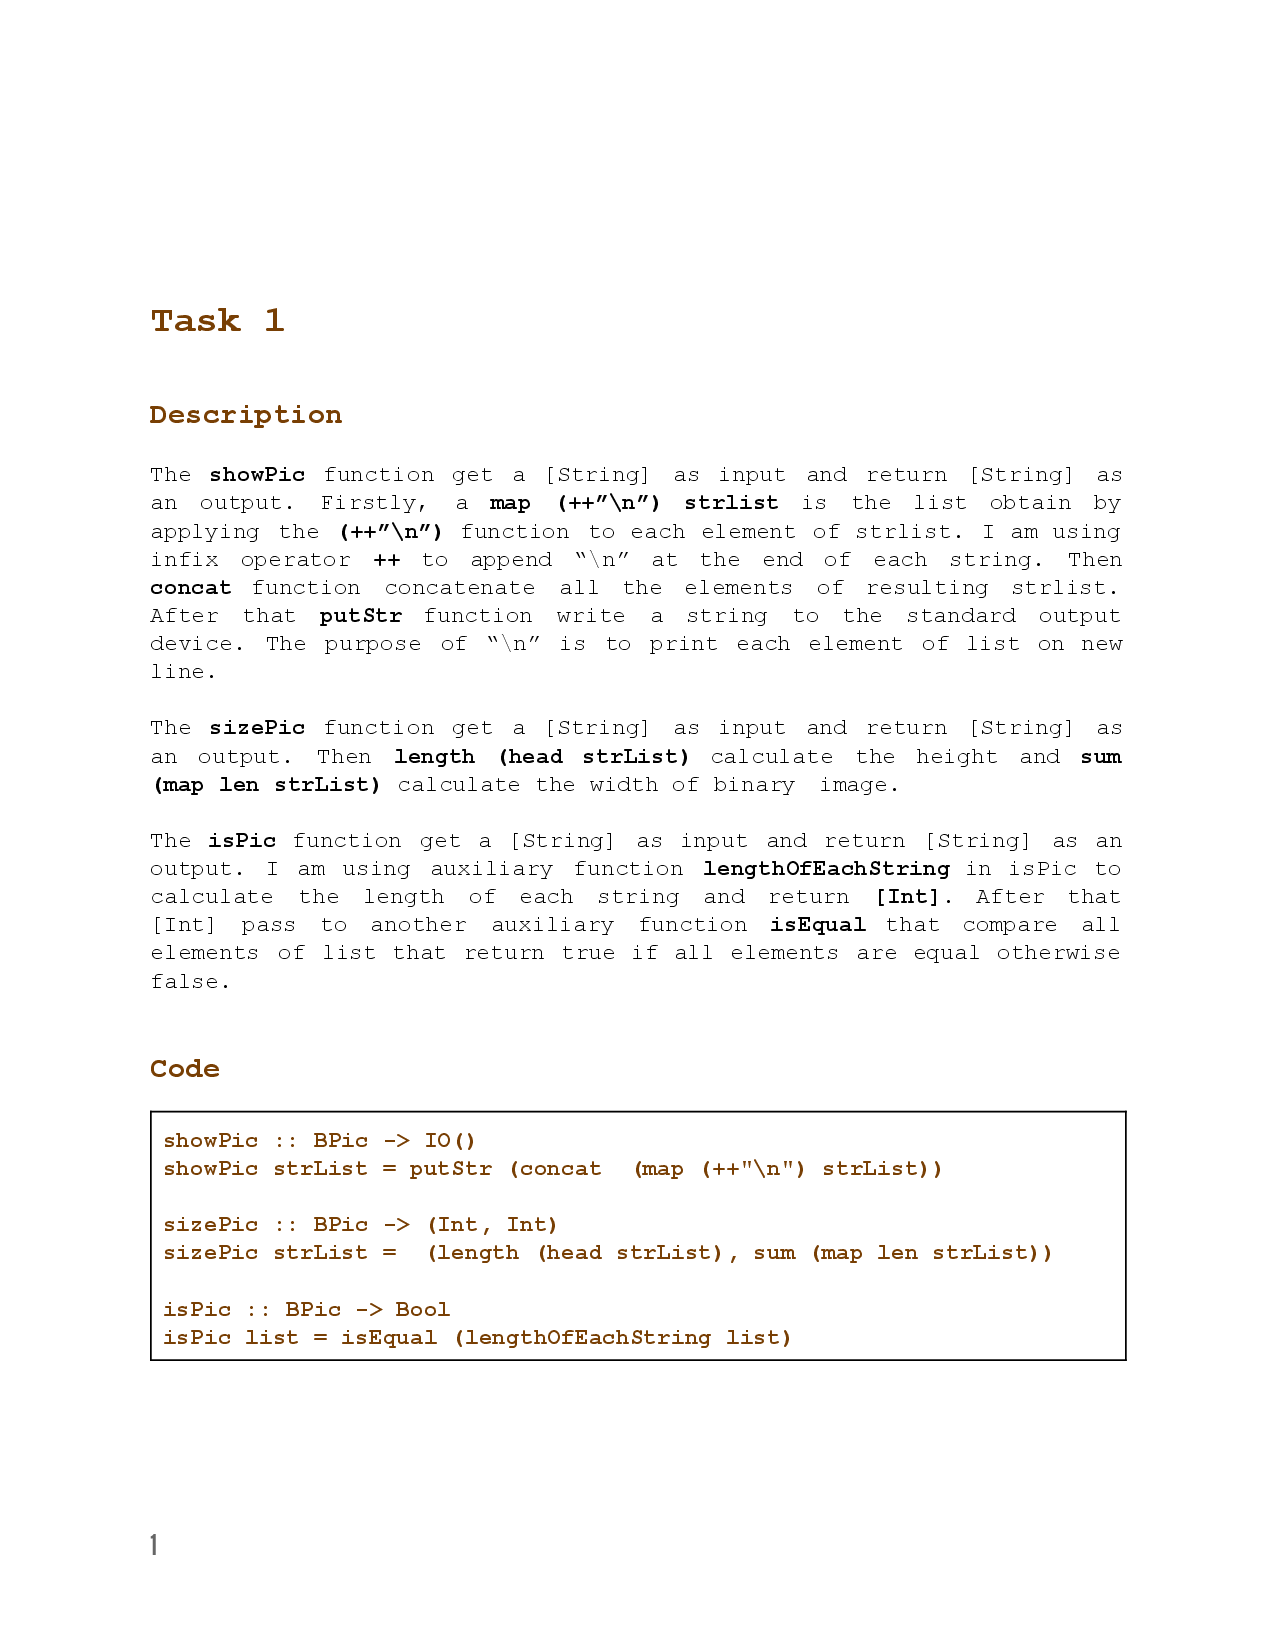 Task 1
Description
The showPic function get a [String] as input and return [String] as
an output. Firstly, a map (++”\n”) strlist is the list obtain by
applying the (++”\n”) function to each element of strlist. I am using
infix operator ++ to append “\n” at the end of each string. Then
concat function concatenate all the elements of resulting strlist.
After that putStr function write a string to the standard output
device. The purpose of “\n” is to print each element of list on new
line.
The sizePic function get a [String] as input and return [String] as
an output. Then length (head strList) calculate the height and sum
(map len strList) calculate the width of binary  image.
The isPic function get a [String] as input and return [String] as an
output. I am using auxiliary function lengthOfEachString in isPic to
calculate the length of each string and return [Int]. After that
[Int] pass to another auxiliary function isEqual that compare all
elements of list that return true if all elements are equal otherwise
false.
Code
showPic :: BPic -> IO()
showPic strList = putStr (concat  (map (++"\n") strList))
sizePic :: BPic -> (Int, Int)
sizePic strList =  (length (head strList), sum (map len strList))
isPic :: BPic -> Bool
isPic list = isEqual (lengthOfEachString list)
1